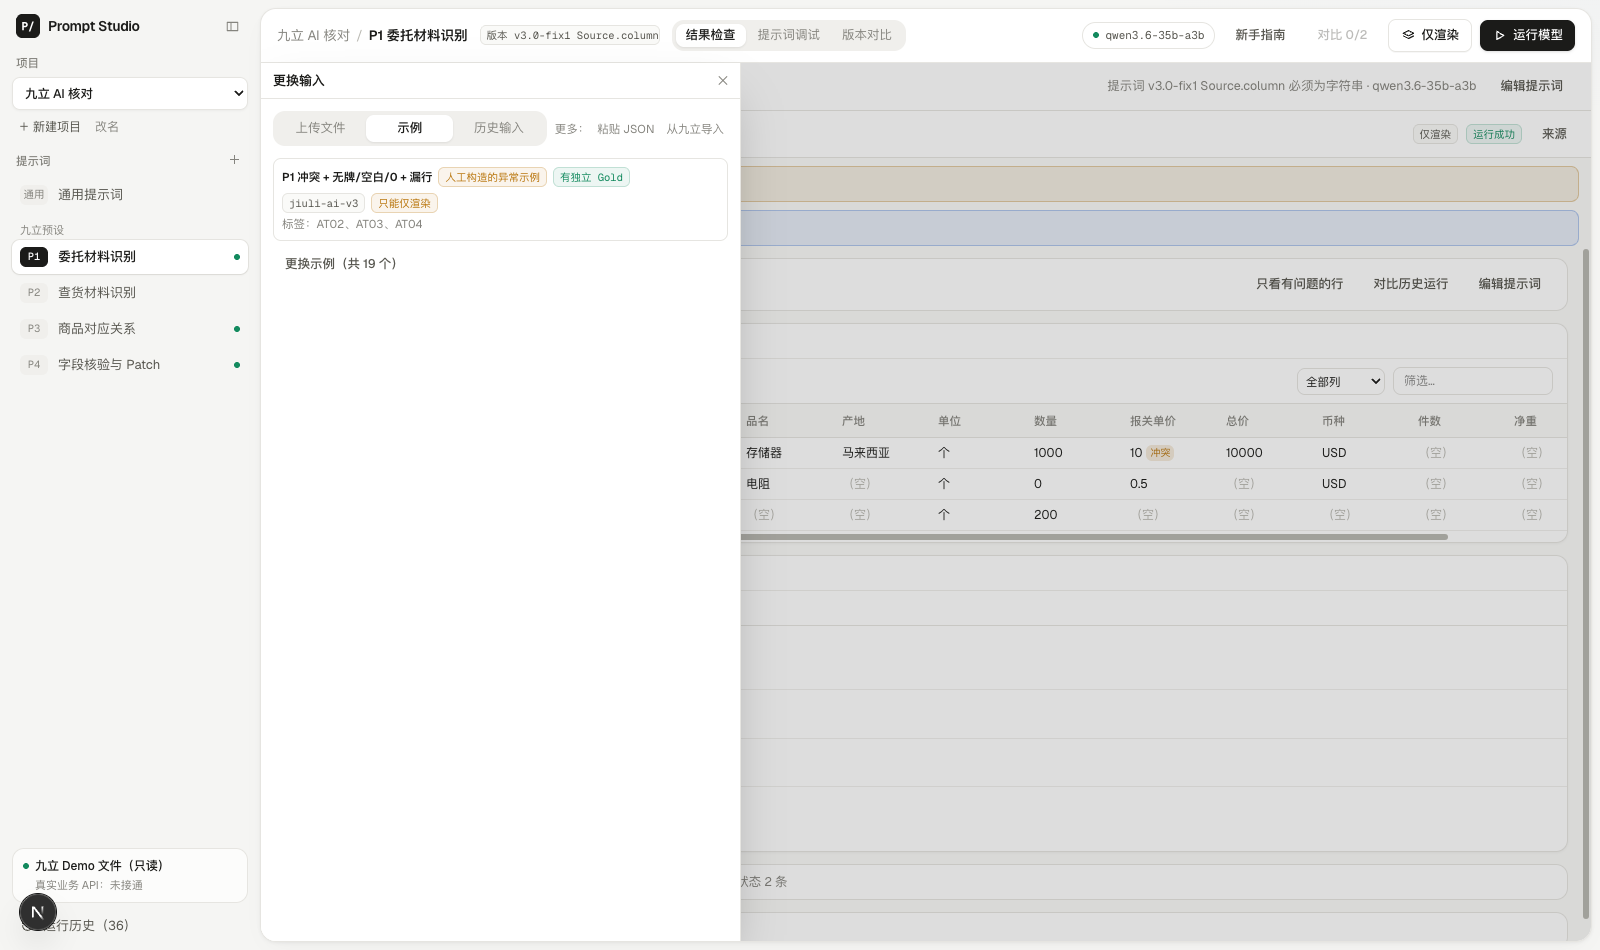 P/ Prompt Studio
项目
九立 AI 核对
+ 新建项目 改名
提示词
通用 通用提示词
九立预设
P1 委托材料识别
P2 查货材料识别
P3 商品对应关系
P4 字段核验与 Patch
九立 Demo 文件（只读）
真实业务 API：未接通
N
运行历史（36）
九立 AI 核对 / P1 委托材料识别
版本 v3.0-fix1 Source.column
结果检查 提示词调试 版本对比
qwen3.6-35b-a3b
新手指南
对比 0/2
仅渲染
运行模型
更换输入
上传文件 示例 历史输入
更多： 粘贴 JSON 从九立导入
P1 冲突 + 无牌/空白/0 + 漏行 人工构造的异常示例 有独立 Gold
jiuli-ai-v3 只能仅渲染
标签：AT02、AT03、AT04
更换示例（共 19 个）
提示词 v3.0-fix1 Source.column 必须为字符串 · qwen3.6-35b-a3b 编辑提示词
仅渲染 运行成功 来源
只看有问题的行 对比历史运行 编辑提示词
全部列 筛选...
品名 产地 单位 数量 报关单价 总价 币种 件数 净重
存储器 马来西亚 个 1000 10 冲突 10000 USD （空） （空）
电阻 （空） 个 0 0.5 （空） USD （空） （空）
（空） （空） 个 200 （空） （空） （空） （空） （空）
状态 2 条